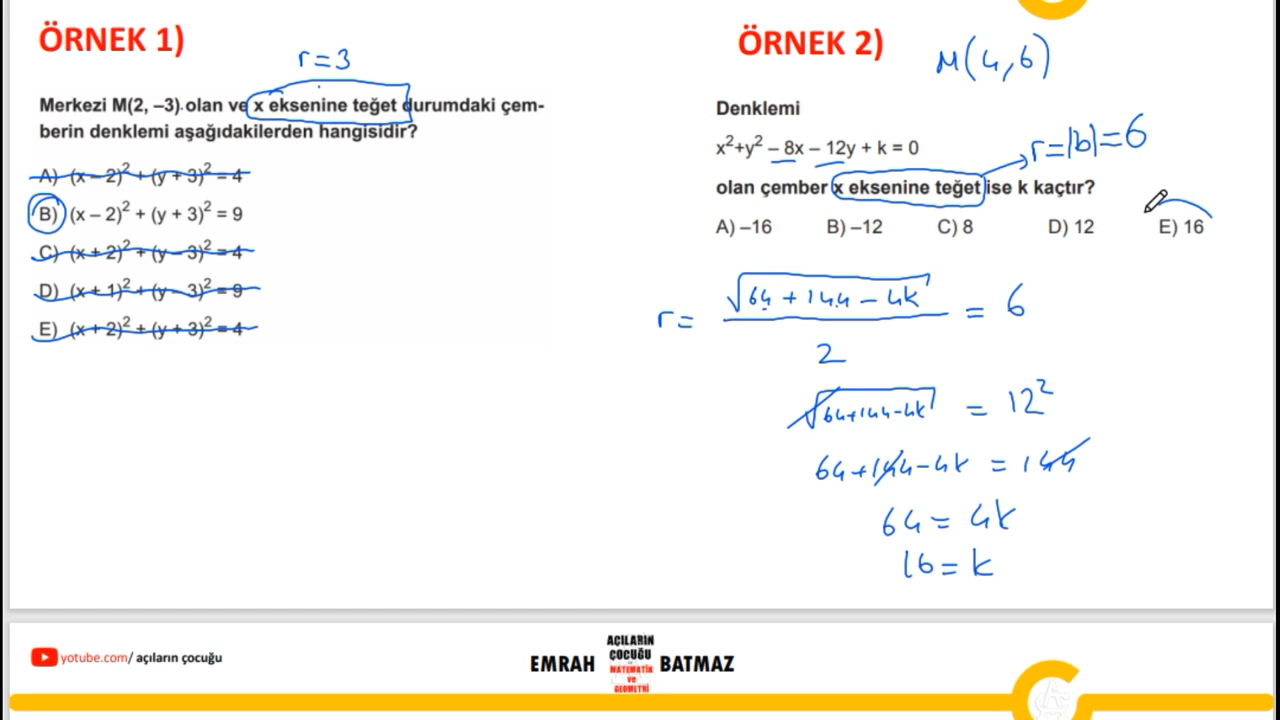 ÖRNEK 1)
r = 3
Merkezi M(2, –3) olan ve x eksenine teğet durumdaki çem-
berin denklemi aşağıdakilerden hangisidir?
A) (x – 2)² + (y + 3)² = 4
B) (x – 2)² + (y + 3)² = 9
C) (x + 2)² + (y – 3)² = 4
D) (x + 1)² + (y – 3)² = 9
E) (x + 2)² + (y + 3)² = 4
ÖRNEK 2)
M(4,6)
Denklemi
x²+y² – 8x – 12y + k = 0
r=|b|=6
olan çember x eksenine teğet ise k kaçtır?
A) –16 B) –12 C) 8 D) 12 E) 16
r = √(64+144-4k) / 2 = 6
√(64+144-4k) = 12²
64+144-4k = 144
64 = 4k
16 = k
yotube.com/ açıların çocuğu
EMRAH AÇILARIN ÇOCUĞU ve MATEMATİK ve GEOMETRİ BATMAZ